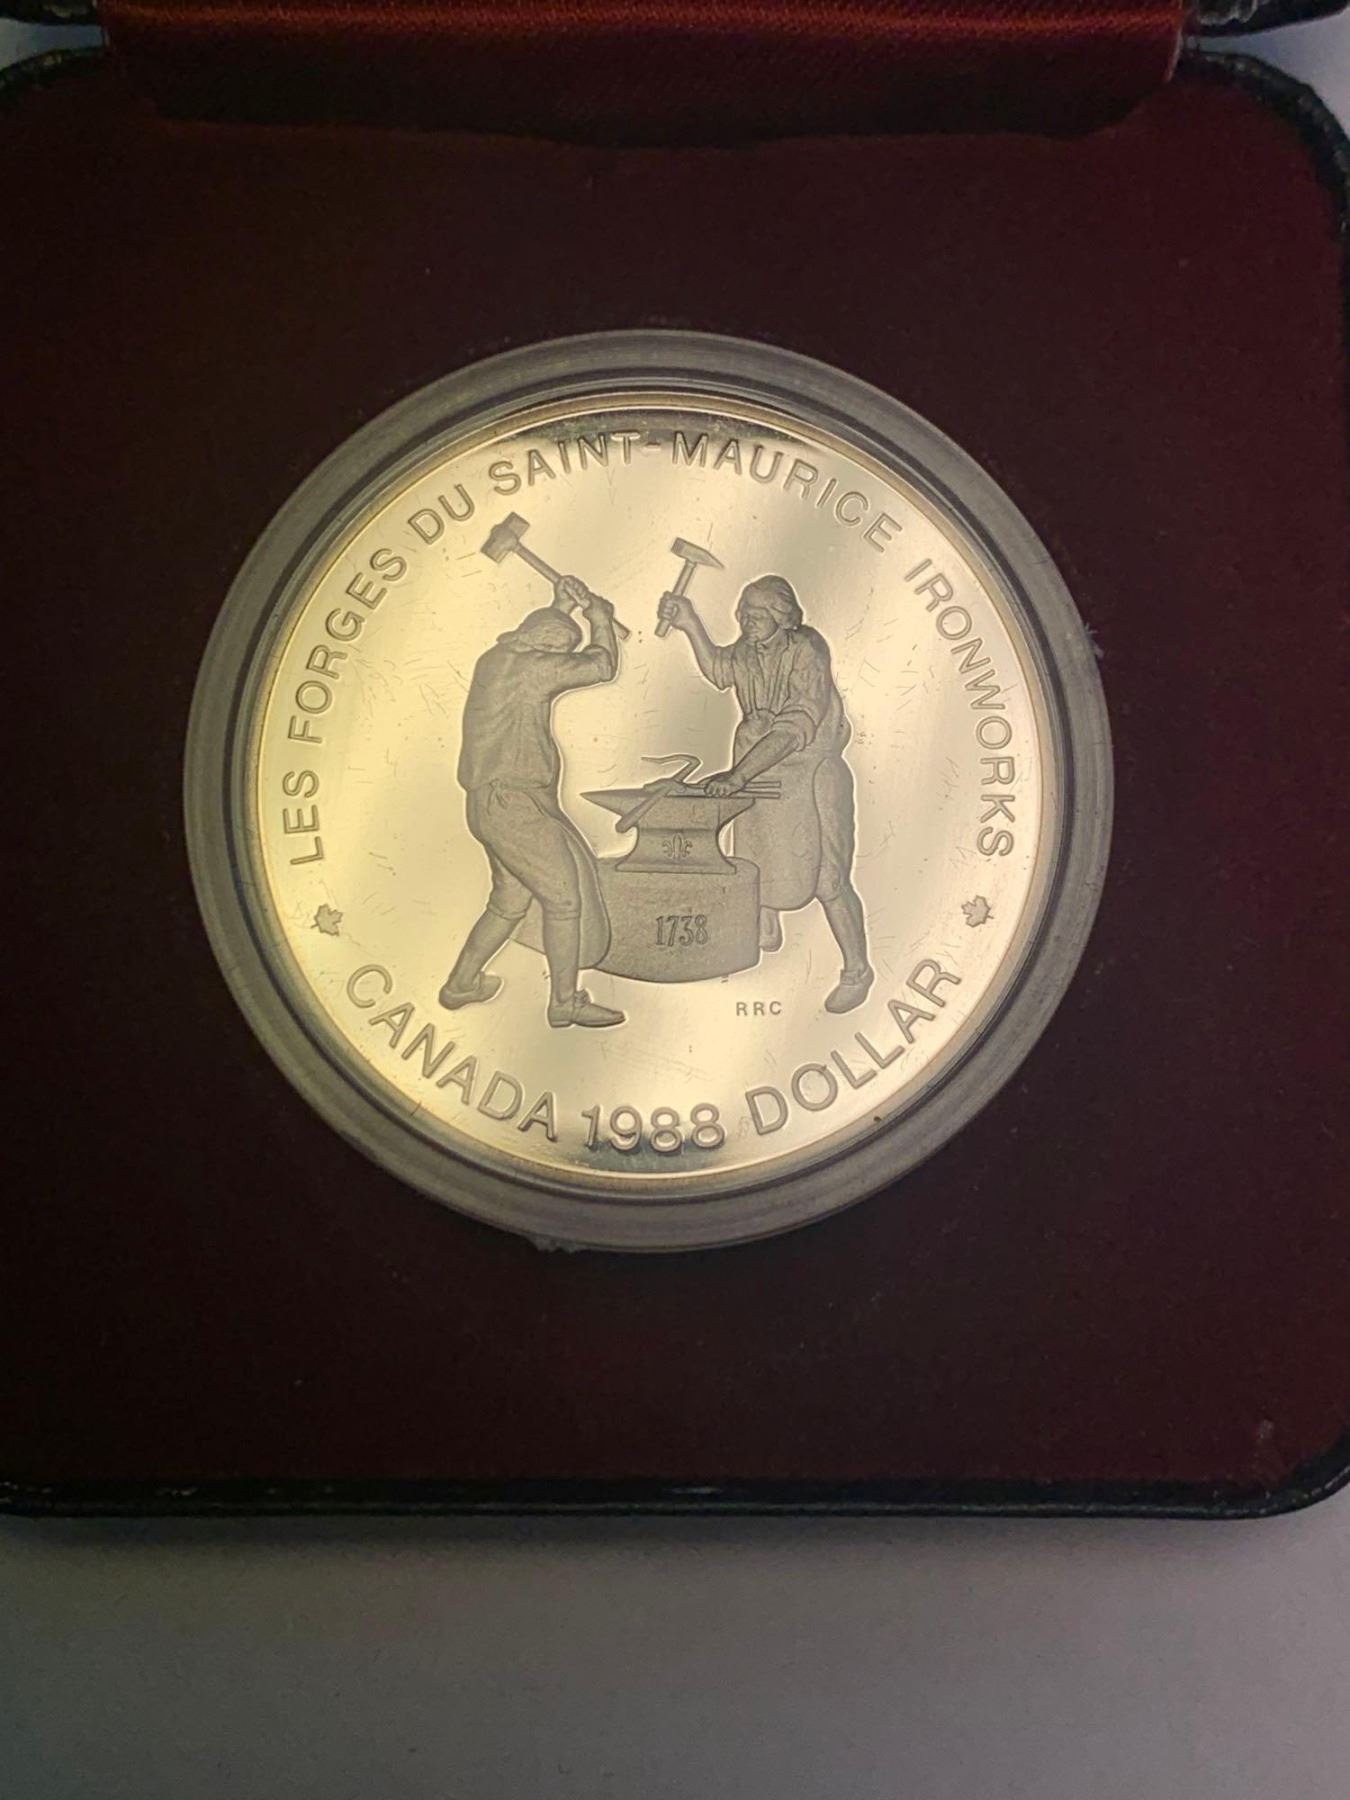 LES FORGES DU SAINT-MAURICE IRONWORKS
1738
RRC
CANADA 1988 DOLLAR